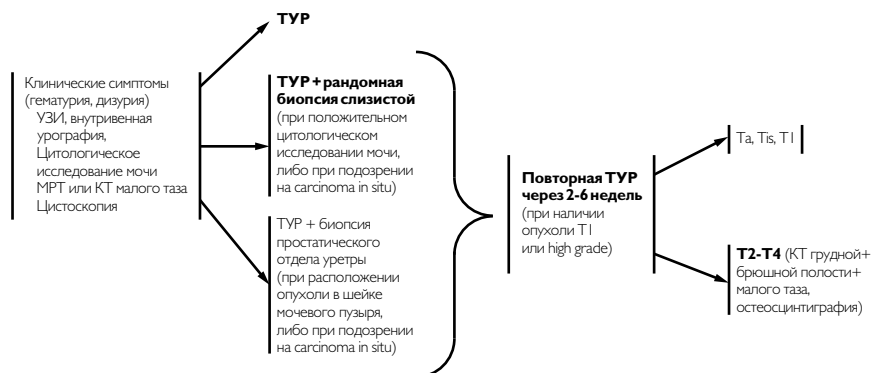 ТУР
Клинические симптомы
(гематурия, дизурия)
УЗИ, внутривенная
урография,
Цитологическое
исследование мочи
МРТ или КТ малого таза
Цистоскопия
ТУР + рандомная
биопсия слизистой
(при положительном
цитологическом
исследовании мочи,
либо при подозрении
на carcinoma in situ)
ТУР + биопсия
простатического
отдела уретры
(при расположении
опухоли в шейке
мочевого пузыря,
либо при подозрении
на carcinoma in situ)
Повторная ТУР
через 2-6 недель
(при наличии
опухоли T1
или high grade)
Ta, Tis, T1
T2-T4 (КТ грудной+
брюшной полости+
малого таза,
остеосцинтиграфия)